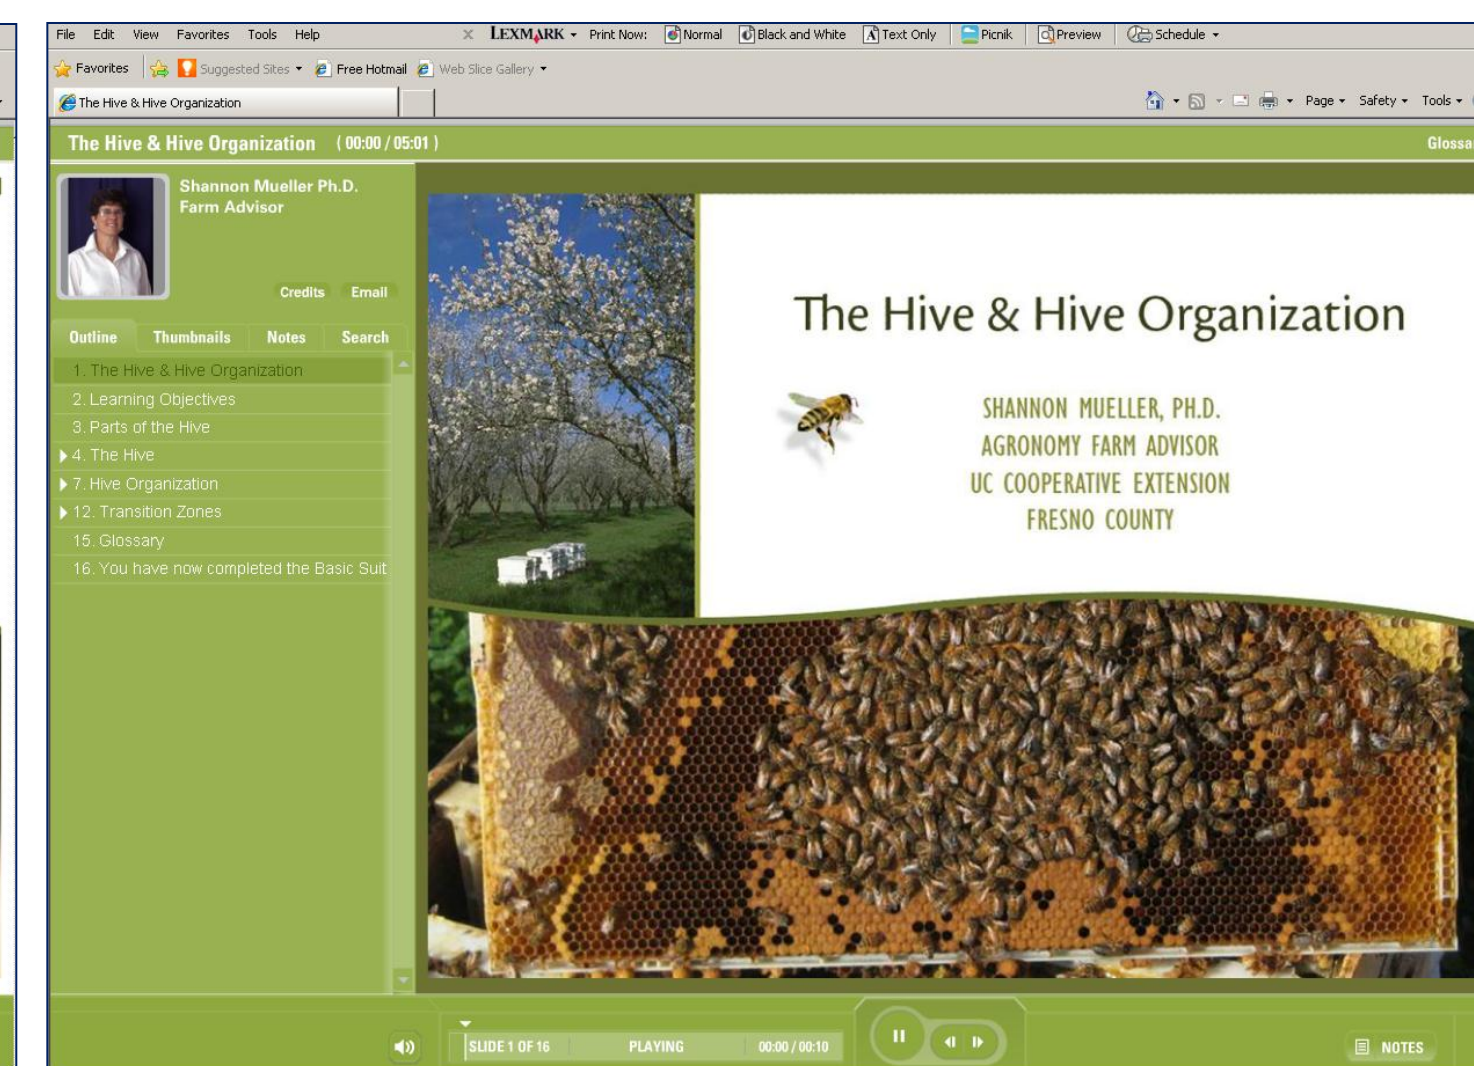 File Edit View Favorites Tools Help
x LEXMARK Print Now: Normal Black and White Text Only Picnik Preview Schedule
Favorites Suggested Sites Free Hotmail Web Slice Gallery
The Hive & Hive Organization
Page Safety Tools
The Hive & Hive Organization ( 00:00 / 05:01 )
Glossa
Shannon Mueller Ph.D.
Farm Advisor
Credits Email
Outline Thumbnails Notes Search
1. The Hive & Hive Organization
2. Learning Objectives
3. Parts of the Hive
4. The Hive
7. Hive Organization
12. Transition Zones
15. Glossary
16. You have now completed the Basic Suit
The Hive & Hive Organization
SHANNON MUELLER, PH.D.
AGRONOMY FARM ADVISOR
UC COOPERATIVE EXTENSION
FRESNO COUNTY
SLIDE 1 OF 16 PLAYING 00:00 / 00:10
NOTES